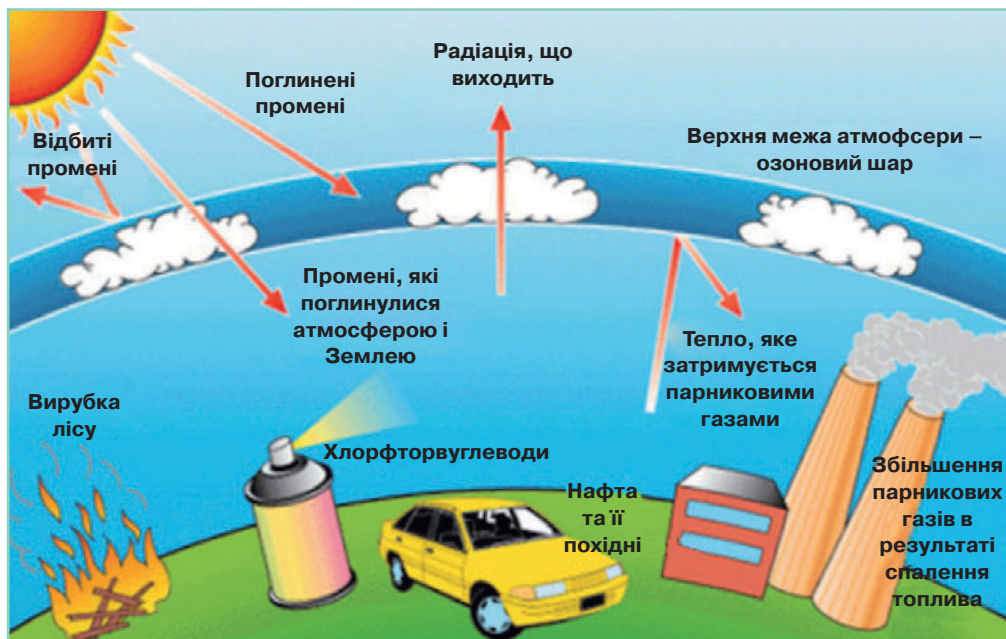 Радіація, що
виходить
Поглинені
промені
Відбиті
промені
Верхня межа атмофсери –
озоновий шар
Промені, які
поглинулися
атмосферою і
Землею
Тепло, яке
затримується
парниковими
газами
Вирубка
лісу
Хлорфторвуглеводи
Нафта
та її
похідні
Збільшення
парникових
газів в
результаті
спалення
топлива